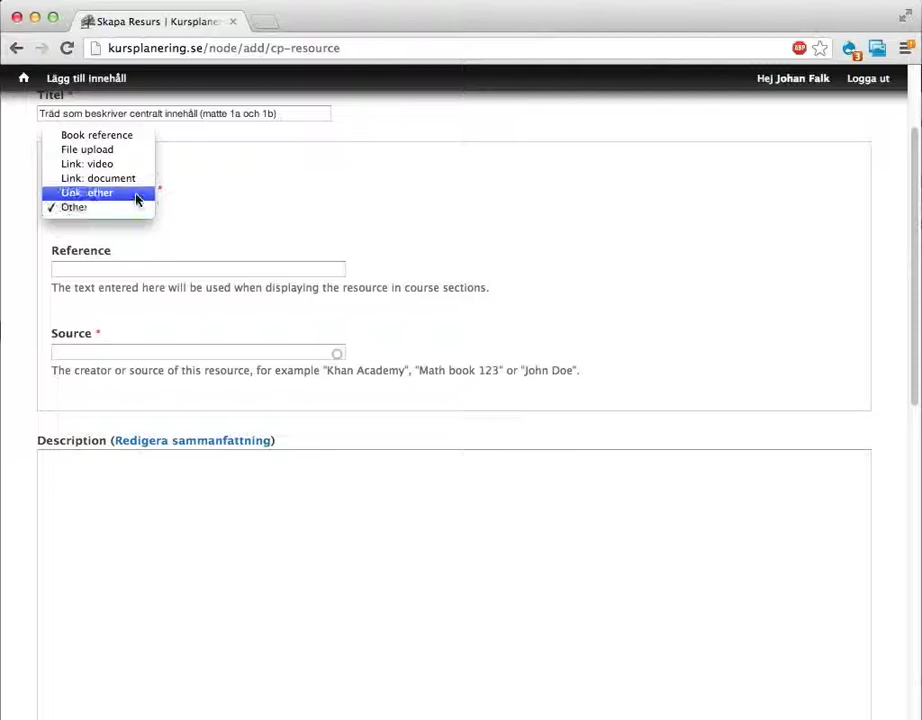 Skapa Resurs | Kursplaner
kursplanering.se/node/add/cp-resource
3
Lägg till innehåll
Hej Johan Falk
Logga ut
Titel *
Träd som beskriver centralt innehåll (matte 1a och 1b)
Book reference
File upload
Link: video
Link: document
Link: other
*
✓ Other
Reference
The text entered here will be used when displaying the resource in course sections.
Source *
The creator or source of this resource, for example "Khan Academy", "Math book 123" or "John Doe".
Description (Redigera sammanfattning)